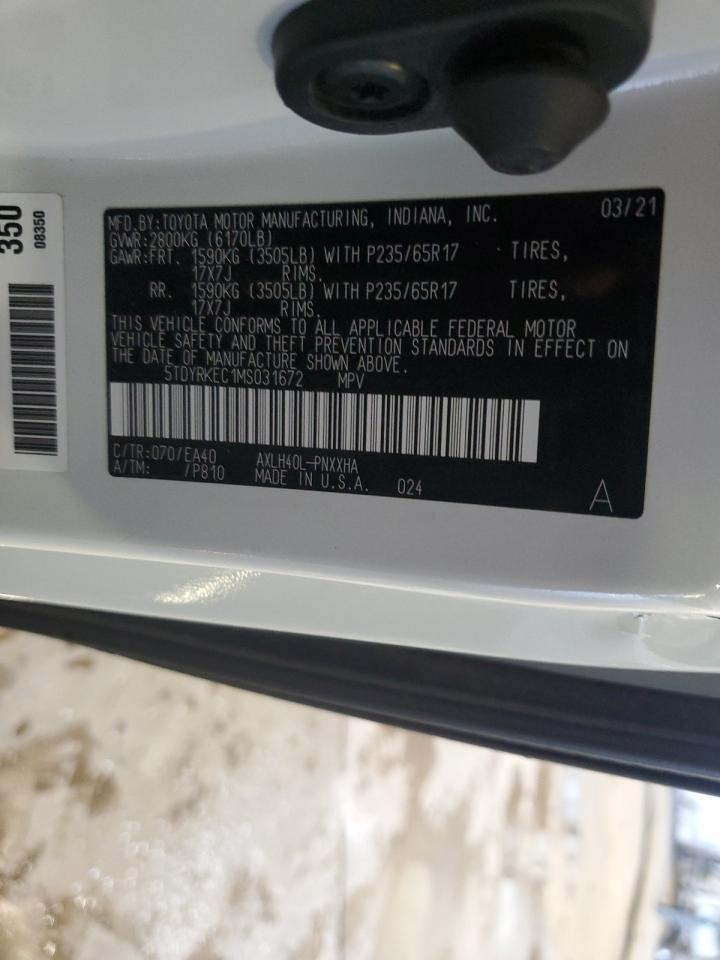 350
08350
MFD.BY:TOYOTA MOTOR MANUFACTURING, INDIANA, INC. 03/21
GVWR:2800KG (6170LB)
GAWR:FRT. 1590KG (3505LB) WITH P235/65R17 TIRES,
17X7J RIMS.
RR. 1590KG (3505LB) WITH P235/65R17 TIRES,
17X7J RIMS.
THIS VEHICLE CONFORMS TO ALL APPLICABLE FEDERAL MOTOR
VEHICLE SAFETY AND THEFT PREVENTION STANDARDS IN EFFECT ON
THE DATE OF MANUFACTURE SHOWN ABOVE.
5TDYRKEC1MS031672 MPV
C/TR:070/EA40 AXLH40L-PNXXHA
A/TM: /P810 MADE IN U.S.A. 024
A